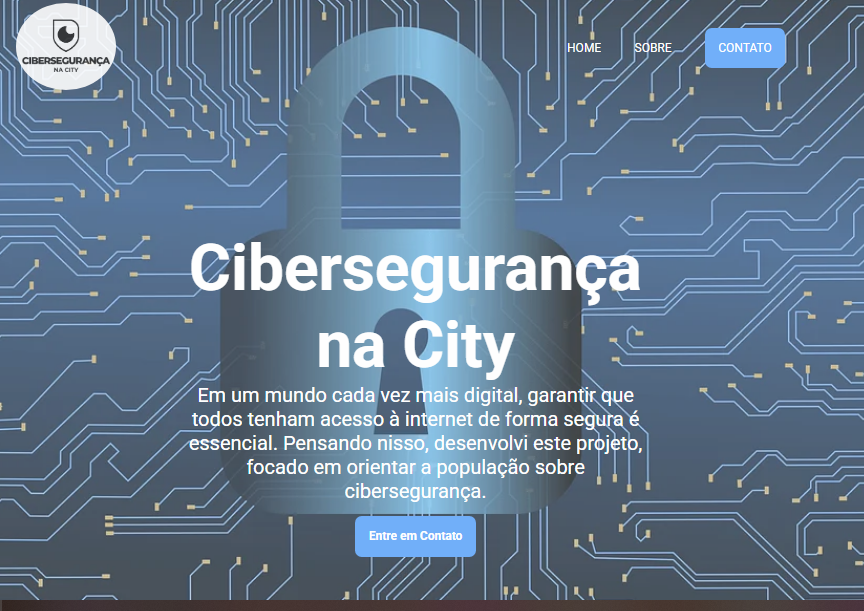 CIBERSEGURANÇA
NA CITY
HOME
SOBRE
CONTATO
Cibersegurança
na City
Em um mundo cada vez mais digital, garantir que
todos tenham acesso à internet de forma segura é
essencial. Pensando nisso, desenvolvi este projeto,
focado em orientar a população sobre
cibersegurança.
Entre em Contato